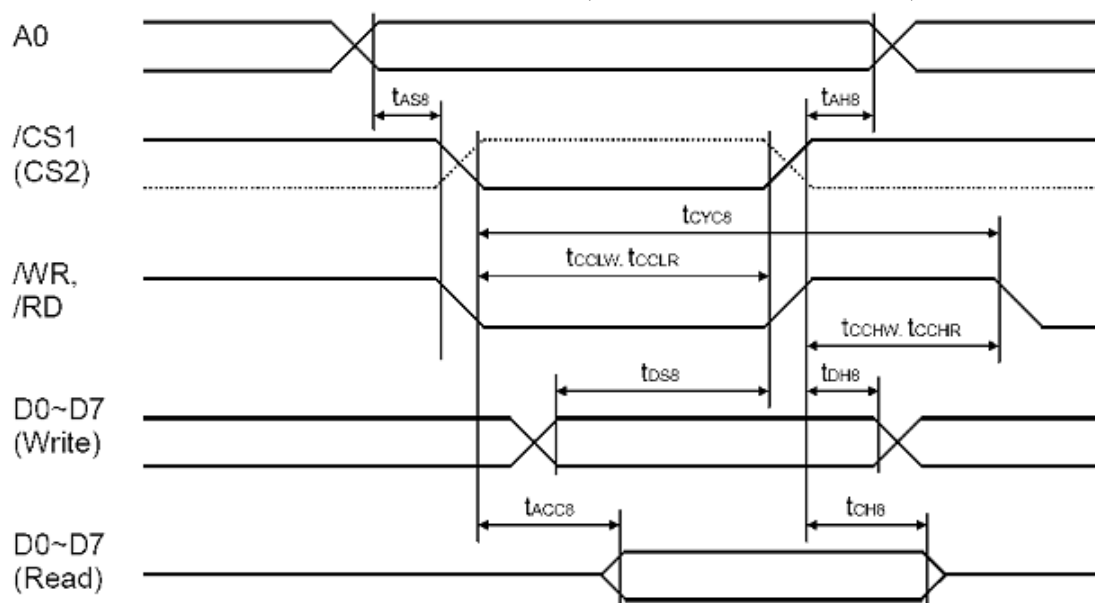 A0
tAS8
tAH8
/CS1
(CS2)
tCYC8
tCCLW. tCCLR
/WR,
/RD
tCCHW. tCCHR
tDS8
tDH8
D0~D7
(Write)
tACC8
tCH8
D0~D7
(Read)